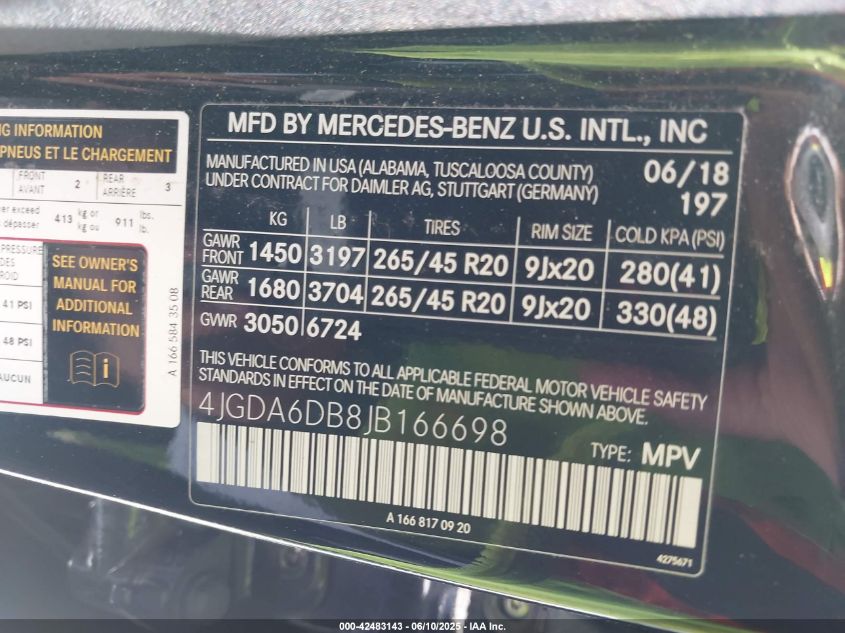 NG INFORMATION
PNEUS ET LE CHARGEMENT
FRONT
AVANT 2 REAR
ARRIÈRE 3
ver exceed
dépasser 413 kg or
kg ou 911 lbs.
lb.
PRESSURE
DES
ROID
41 PSI
48 PSI
AUCUN
SEE OWNER'S
MANUAL FOR
ADDITIONAL
INFORMATION
A 166 584 35 08
MFD BY MERCEDES-BENZ U.S. INTL., INC
MANUFACTURED IN USA (ALABAMA, TUSCALOOSA COUNTY) 06/18
UNDER CONTRACT FOR DAIMLER AG, STUTTGART (GERMANY) 197
KG LB TIRES RIM SIZE COLD KPA (PSI)
GAWR
FRONT 1450 3197 265/45 R20 9Jx20 280(41)
GAWR
REAR 1680 3704 265/45 R20 9Jx20 330(48)
GVWR 3050 6724
THIS VEHICLE CONFORMS TO ALL APPLICABLE FEDERAL MOTOR VEHICLE SAFETY
STANDARDS IN EFFECT ON THE DATE OF MANUFACTURE SHOWN ABOVE.
4JGDA6DB8JB166698
TYPE: MPV
A 166 817 09 20
4275671
000-42483143 - 06/10/2025 - IAA Inc.